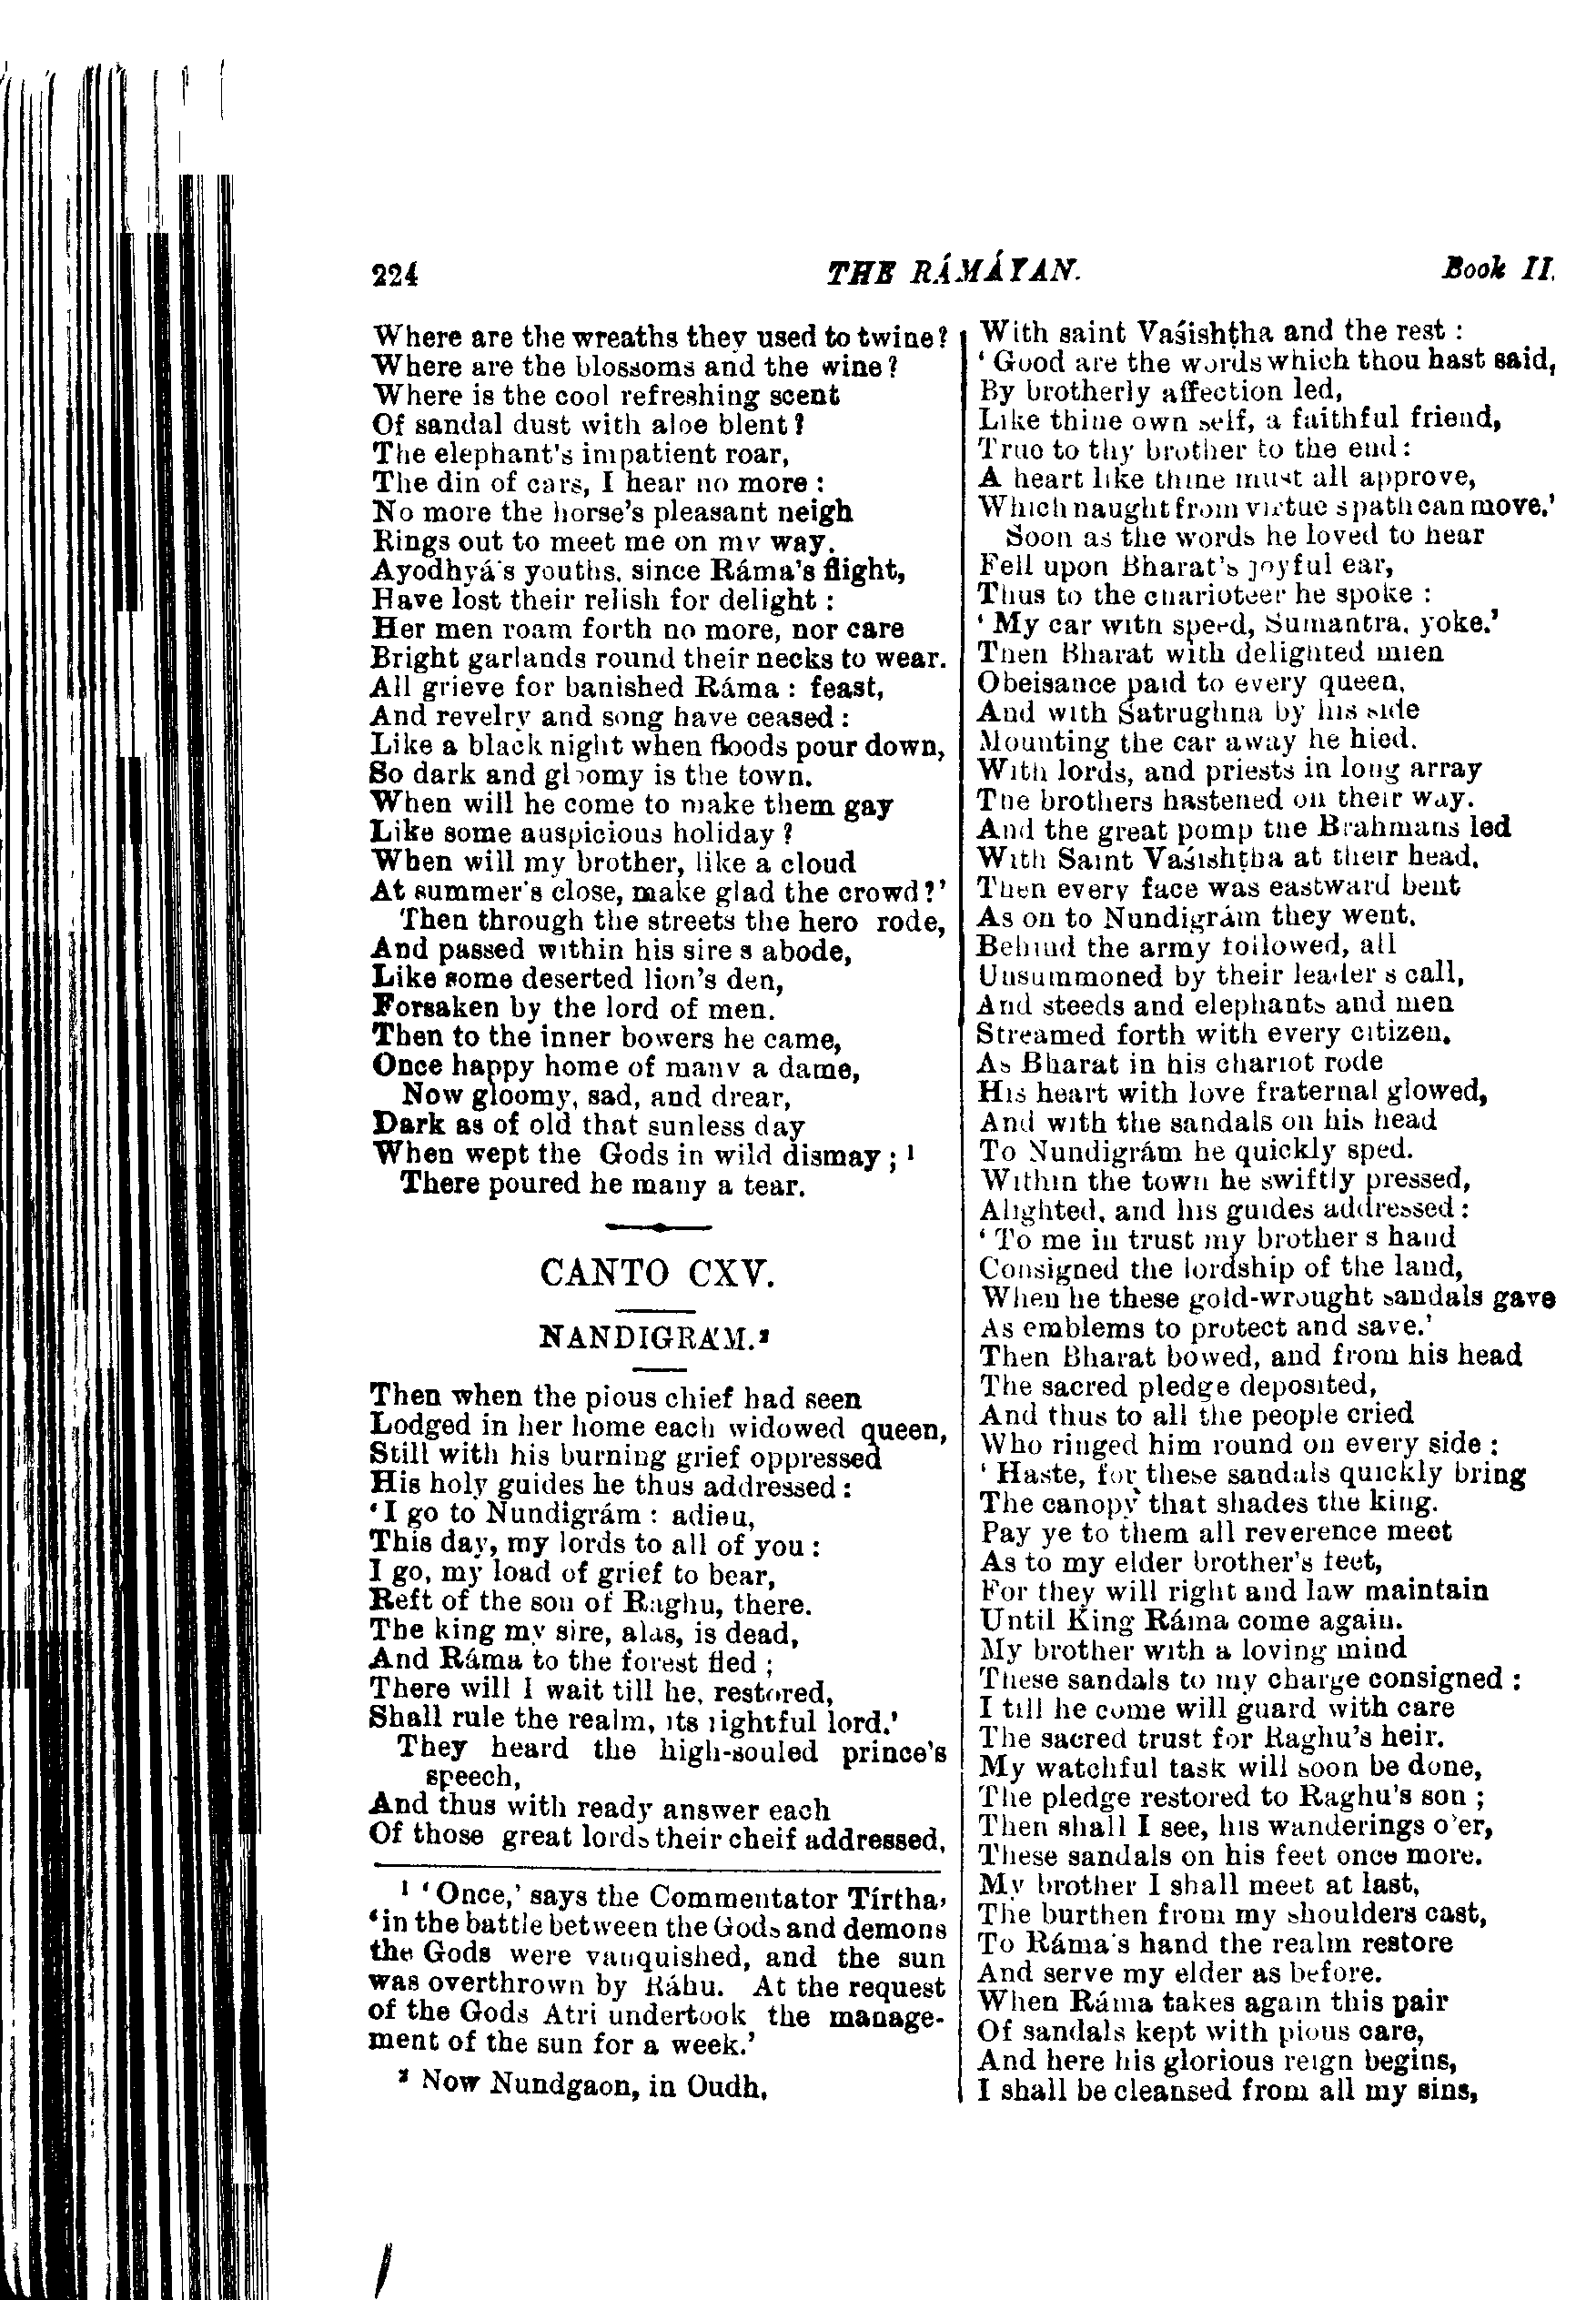 224 THE RÁMÁYAN. Book II.
Where are the wreaths they used to twine?
Where are the blossoms and the wine?
Where is the cool refreshing scent
Of sandal dust with aloe blent?
The elephant's impatient roar,
The din of cars, I hear no more:
No more the horse's pleasant neigh
Rings out to meet me on my way.
Ayodhyá's youths, since Ráma's flight,
Have lost their relish for delight:
Her men roam forth no more, nor care
Bright garlands round their necks to wear.
All grieve for banished Ráma: feast,
And revelry and song have ceased:
Like a black night when floods pour down,
So dark and gloomy is the town.
When will he come to make them gay
Like some auspicious holiday?
When will my brother, like a cloud
At summer's close, make glad the crowd?'
Then through the streets the hero rode,
And passed within his sire s abode,
Like some deserted lion's den,
Forsaken by the lord of men.
Then to the inner bowers he came,
Once happy home of many a dame,
Now gloomy, sad, and drear,
Dark as of old that sunless day
When wept the Gods in wild dismay; ¹
There poured he many a tear.
CANTO CXV.
NANDIGRÁM.²
Then when the pious chief had seen
Lodged in her home each widowed queen,
Still with his burning grief oppressed
His holy guides he thus addressed:
'I go to Nundigrám: adieu,
This day, my lords to all of you:
I go, my load of grief to bear,
Reft of the son of Raghu, there.
The king my sire, alas, is dead,
And Ráma to the forest fled;
There will I wait till he, restored,
Shall rule the realm, its rightful lord.'
They heard the high-souled prince's
speech,
And thus with ready answer each
Of those great lords their cheif addressed,
¹ 'Once,' says the Commentator Tírtha,
'in the battle between the Gods and demons
the Gods were vanquished, and the sun
was overthrown by Ráhu. At the request
of the Gods Atri undertook the manage-
ment of the sun for a week.'
² Now Nundgaon, in Oudh.
With saint Vaśishṭha and the rest:
'Good are the words which thou hast said,
By brotherly affection led,
Like thine own self, a faithful friend,
True to thy brother to the end:
A heart like thine must all approve,
Which naught from virtue s path can move.'
Soon as the words he loved to hear
Fell upon Bharat's joyful ear,
Thus to the charioteer he spoke:
'My car with speed, Sumantra, yoke.'
Then Bharat with delighted mien
Obeisance paid to every queen,
And with Satrughna by his side
Mounting the car away he hied.
With lords, and priests in long array
The brothers hastened on their way.
And the great pomp the Brahmans led
With Saint Vaśishṭha at their head.
Then every face was eastward bent
As on to Nundigrám they went.
Behind the army followed, all
Unsummoned by their leader s call,
And steeds and elephants and men
Streamed forth with every citizen.
As Bharat in his chariot rode
His heart with love fraternal glowed,
And with the sandals on his head
To Nundigrám he quickly sped.
Within the town he swiftly pressed,
Alighted, and his guides addressed:
'To me in trust my brother s hand
Consigned the lordship of the land,
When he these gold-wrought sandals gave
As emblems to protect and save.'
Then Bharat bowed, and from his head
The sacred pledge deposited,
And thus to all the people cried
Who ringed him round on every side:
'Haste, for these sandals quickly bring
The canopy that shades the king.
Pay ye to them all reverence meet
As to my elder brother's feet,
For they will right and law maintain
Until King Ráma come again.
My brother with a loving mind
These sandals to my charge consigned:
I till he come will guard with care
The sacred trust for Raghu's heir.
My watchful task will soon be done,
The pledge restored to Raghu's son;
Then shall I see, his wanderings o'er,
These sandals on his feet once more.
My brother I shall meet at last,
The burthen from my shoulders cast,
To Ráma's hand the realm restore
And serve my elder as before.
When Ráma takes again this pair
Of sandals kept with pious care,
And here his glorious reign begins,
I shall be cleansed from all my sins,